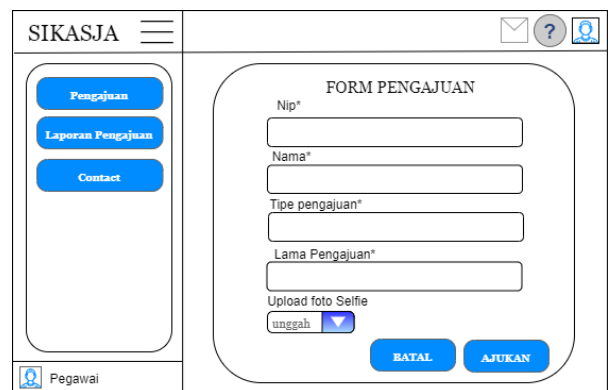 SIKASJA
?
Pengajuan
Laporan Pengajuan
Contact
Pegawai
FORM PENGAJUAN
Nip*
Nama*
Tipe pengajuan*
Lama Pengajuan*
Upload foto Selfie
unggah
BATAL
AJUKAN